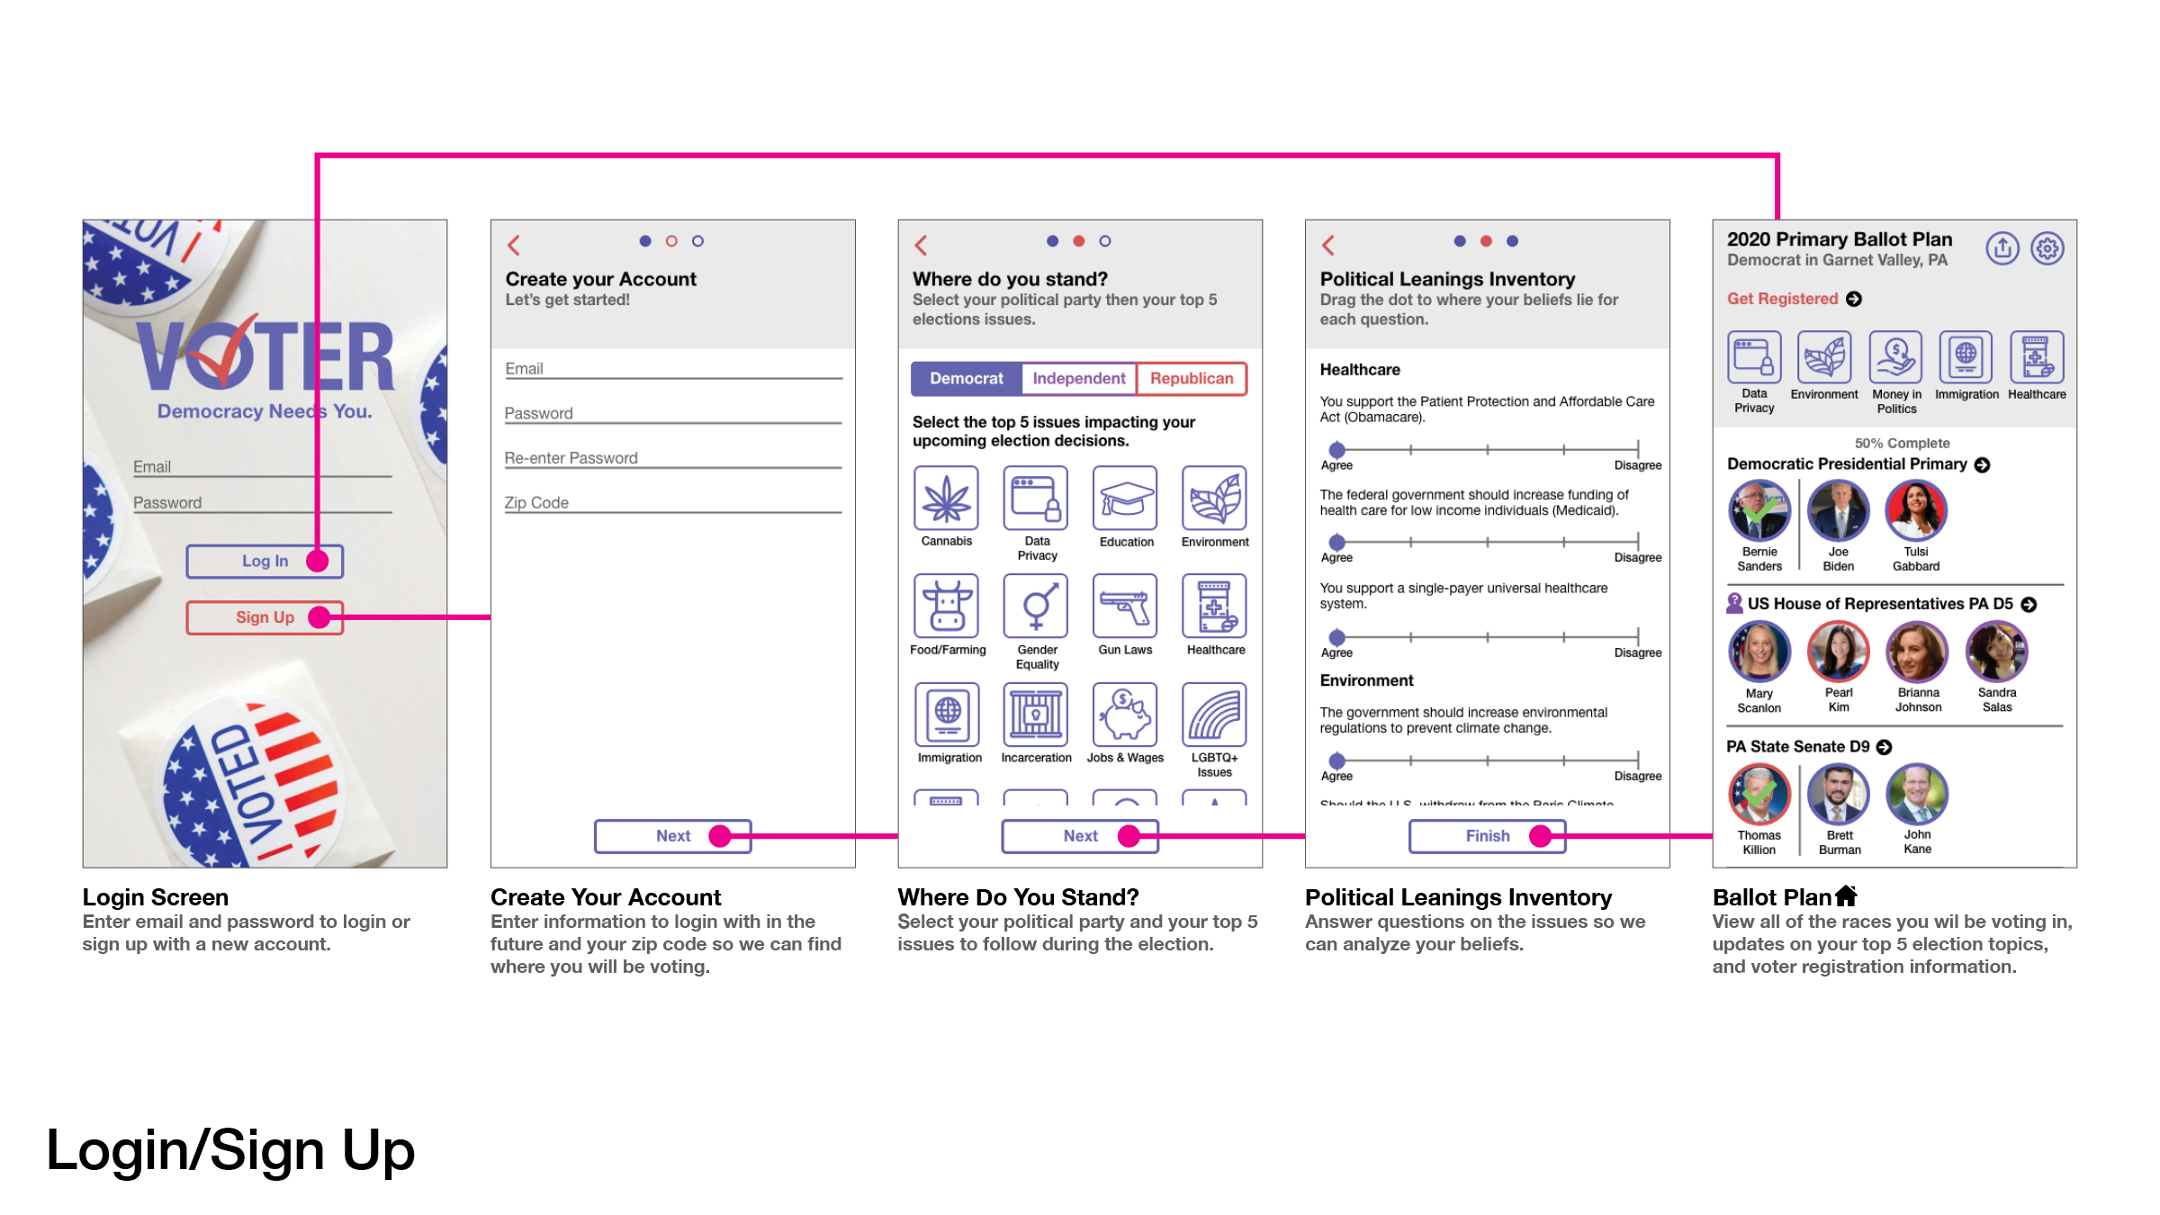 I VOTED
VOTER
Democracy Needs You.
Email
Password
Log In
Sign Up
I VOTED
Login Screen
Enter email and password to login or
sign up with a new account.
Create your Account
Let's get started!
Email
Password
Re-enter Password
Zip Code
Next
Create Your Account
Enter information to login with in the
future and your zip code so we can find
where you will be voting.
Where do you stand?
Select your political party then your top 5
elections issues.
Democrat Independent Republican
Select the top 5 issues impacting your
upcoming election decisions.
Cannabis Data Privacy Education Environment
Food/Farming Gender Equality Gun Laws Healthcare
Immigration Incarceration Jobs & Wages LGBTQ+ Issues
Next
Where Do You Stand?
Select your political party and your top 5
issues to follow during the election.
Political Leanings Inventory
Drag the dot to where your beliefs lie for
each question.
Healthcare
You support the Patient Protection and Affordable Care
Act (Obamacare).
Agree Disagree
The federal government should increase funding of
health care for low income individuals (Medicaid).
Agree Disagree
You support a single-payer universal healthcare
system.
Agree Disagree
Environment
The government should increase environmental
regulations to prevent climate change.
Agree Disagree
Should the U.S. withdraw from the Paris Climate
Finish
Political Leanings Inventory
Answer questions on the issues so we
can analyze your beliefs.
2020 Primary Ballot Plan
Democrat in Garnet Valley, PA
Get Registered
Data Privacy Environment Money in Politics Immigration Healthcare
50% Complete
Democratic Presidential Primary
Bernie Sanders Joe Biden Tulsi Gabbard
US House of Representatives PA D5
Mary Scanlon Pearl Kim Brianna Johnson Sandra Salas
PA State Senate D9
Thomas Killion Brett Burman John Kane
Ballot Plan
View all of the races you wil be voting in,
updates on your top 5 election topics,
and voter registration information.
Login/Sign Up